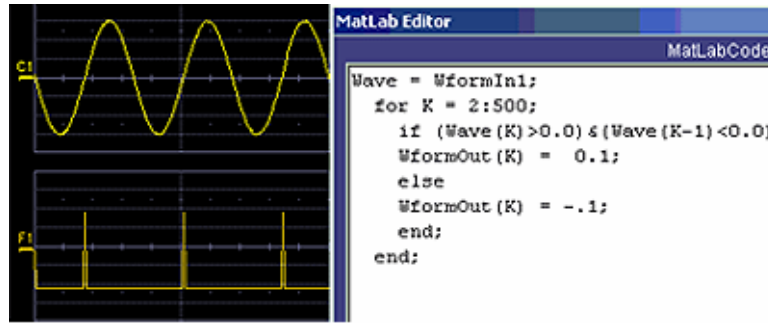 C1
F1
MatLab Editor
MatLabCode
Wave = WformIn1;
for K = 2:500;
if (Wave(K)>0.0)&(Wave(K-1)<0.0)
WformOut(K) = 0.1;
else
WformOut(K) = -.1;
end;
end;